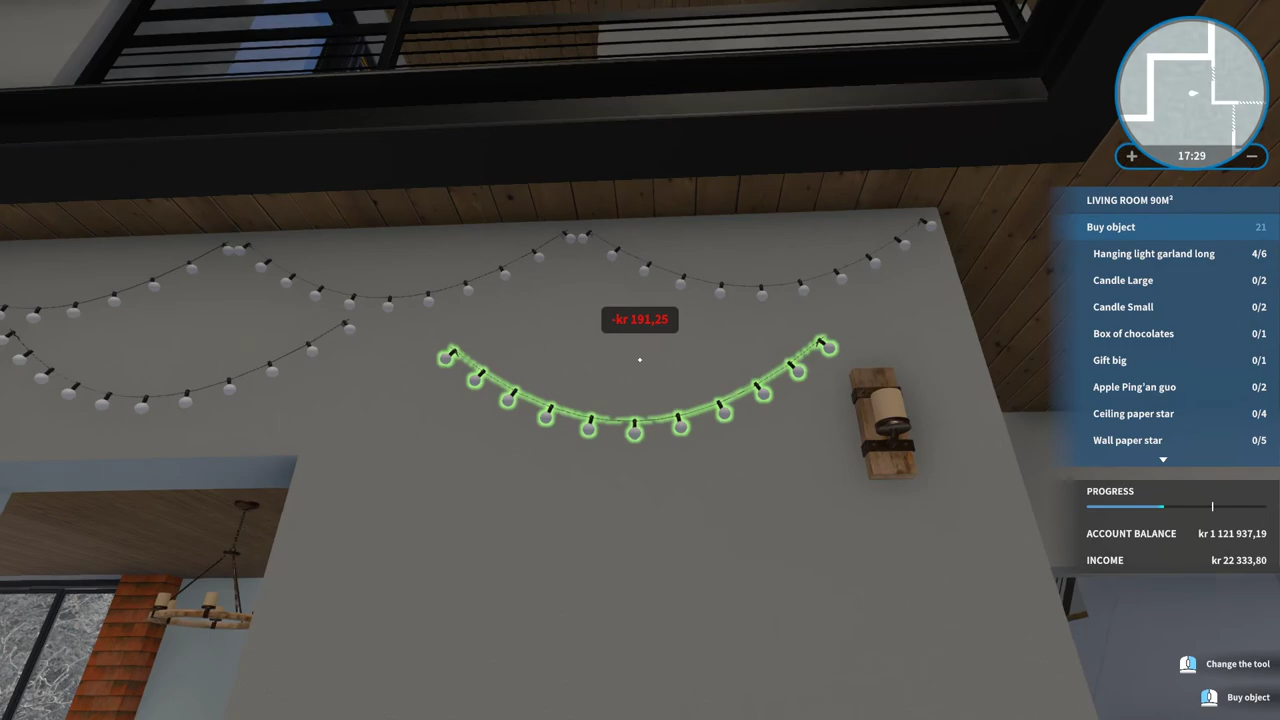 17:29
LIVING ROOM 90M²
Buy object 21
Hanging light garland long 4/6
Candle Large 0/2
Candle Small 0/2
Box of chocolates 0/1
Gift big 0/1
Apple Ping'an guo 0/2
Ceiling paper star 0/4
Wall paper star 0/5
-kr 191,25
PROGRESS
ACCOUNT BALANCE kr 1 121 937,19
INCOME kr 22 333,80
Change the tool
Buy object